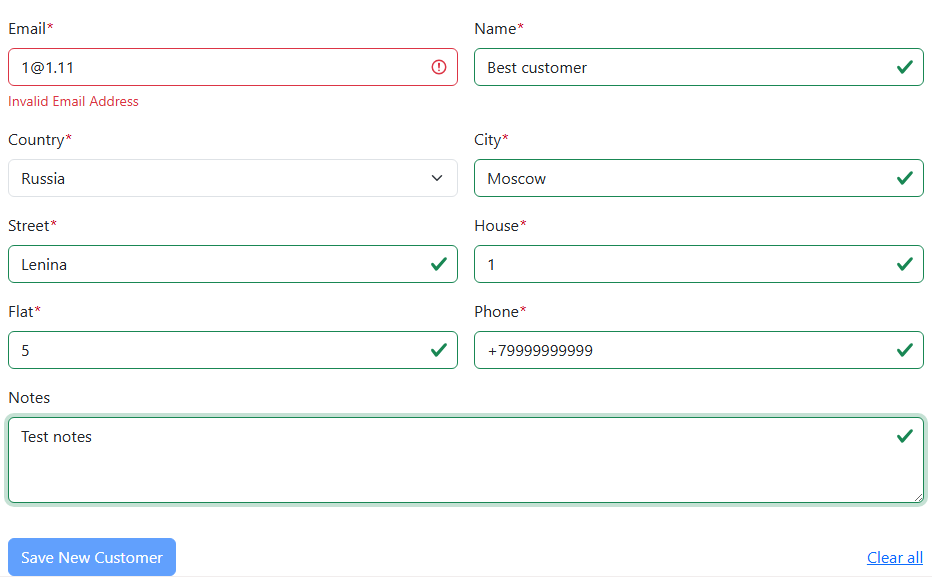 Email*
Name*
1@1.11
Best customer
Invalid Email Address
Country*
City*
Russia
Moscow
Street*
House*
Lenina
1
Flat*
Phone*
5
+79999999999
Notes
Test notes
Save New Customer
Clear all